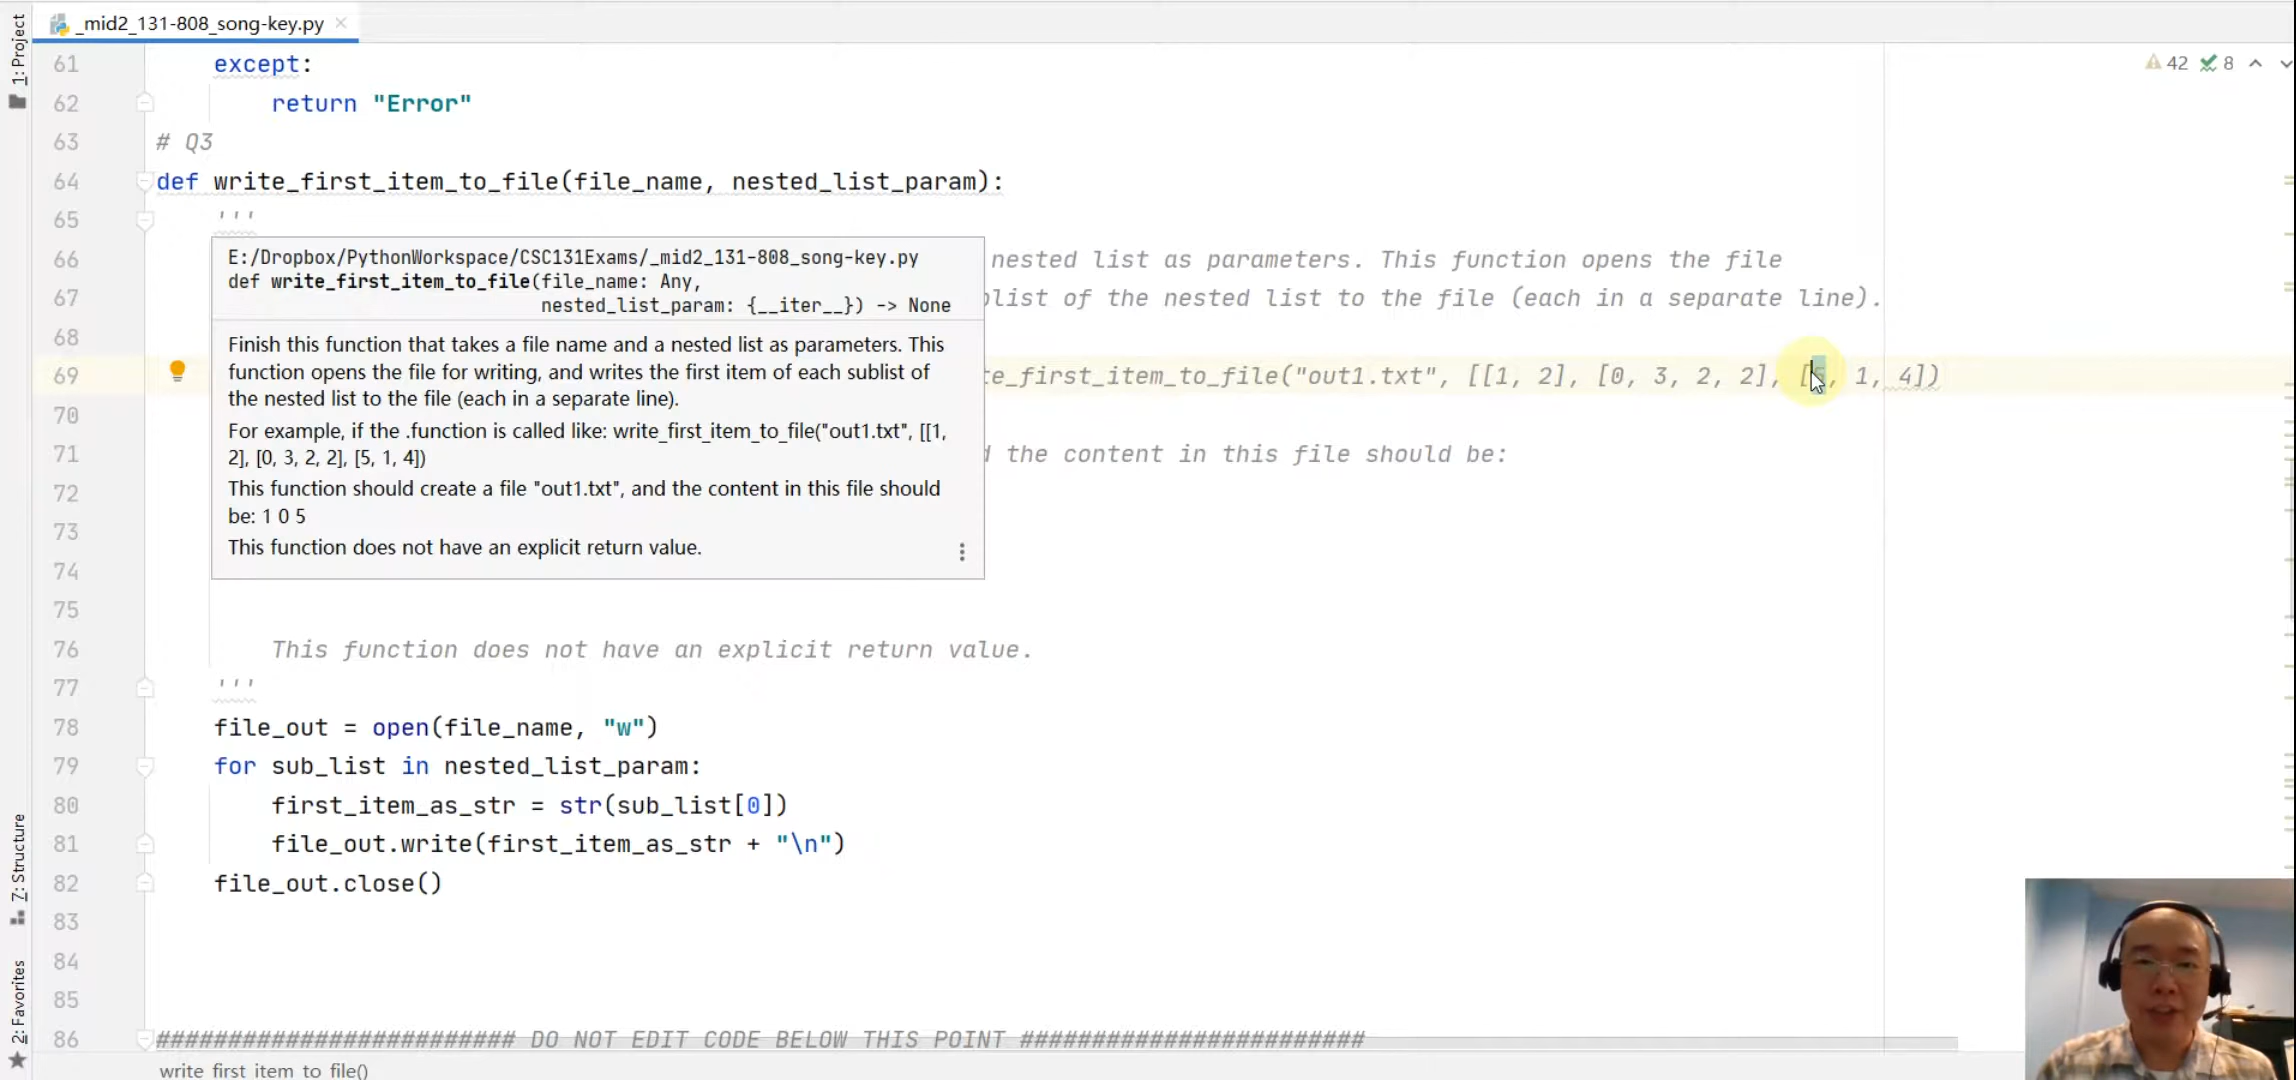 _mid2_131-808_song-key.py
1: Project
42 8
61 except:
62 return "Error"
63 # Q3
64 def write_first_item_to_file(file_name, nested_list_param):
65 '''
E:/Dropbox/PythonWorkspace/CSC131Exams/_mid2_131-808_song-key.py
def write_first_item_to_file(file_name: Any,
nested_list_param: {__iter__}) -> None
Finish this function that takes a file name and a nested list as parameters. This
function opens the file for writing, and writes the first item of each sublist of
the nested list to the file (each in a separate line).
For example, if the .function is called like: write_first_item_to_file("out1.txt", [[1,
2], [0, 3, 2, 2], [5, 1, 4])
This function should create a file "out1.txt", and the content in this file should
be: 1 0 5
This function does not have an explicit return value.
66 nested list as parameters. This function opens the file
67 list of the nested list to the file (each in a separate line).
68
69 e_first_item_to_file("out1.txt", [[1, 2], [0, 3, 2, 2], [5, 1, 4])
70
71 the content in this file should be:
72
73
74
75
76 This function does not have an explicit return value.
77 '''
78 file_out = open(file_name, "w")
79 for sub_list in nested_list_param:
80 first_item_as_str = str(sub_list[0])
81 file_out.write(first_item_as_str + "\n")
82 file_out.close()
83
84
85
86 ######################### DO NOT EDIT CODE BELOW THIS POINT ########################
Z: Structure
2: Favorites
write_first_item_to_file()